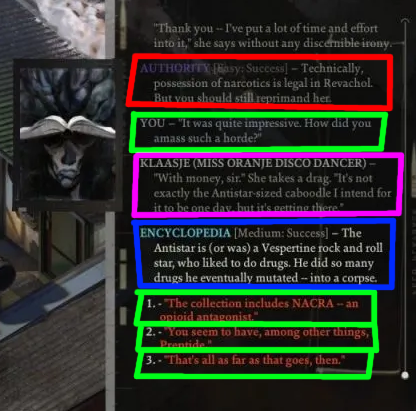 "Thank you – I've put a lot of time and effort
into it," she says without any discernible irony.
AUTHORITY [Easy: Success] – Technically,
possession of narcotics is legal in Revachol.
But you should still reprimand her.
YOU – "It was quite impressive. How did you
amass such a horde?"
KLAASJE (MISS ORANJE DISCO DANCER) –
"With money, sir." She takes a drag. "It's not
exactly the Antistar-sized caboodle I intend for
it to be one day, but it's getting there."
ENCYCLOPEDIA [Medium: Success] – The
Antistar is (or was) a Vespertine rock and roll
star, who liked to do drugs. He did so many
drugs he eventually mutated – into a corpse.
1. - "The collection includes NACRA – an
opioid antagonist."
2. - "You seem to have, among other things,
Preptide."
3. - "That's all as far as that goes, then."